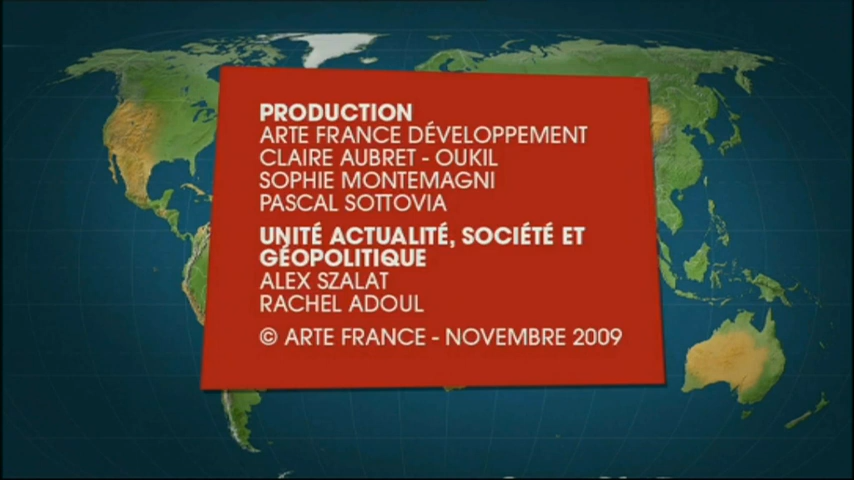 PRODUCTION
ARTE FRANCE DÉVELOPPEMENT
CLAIRE AUBRET - OUKIL
SOPHIE MONTEMAGNI
PASCAL SOTTOVIA
UNITÉ ACTUALITÉ, SOCIÉTÉ ET
GÉOPOLITIQUE
ALEX SZALAT
RACHEL ADOUL
© ARTE FRANCE - NOVEMBRE 2009